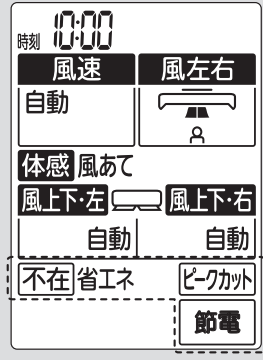 時刻 10:00
風速 風左右
自動
体感 風あて
風上下・左 風上下・右
自動 自動
不在 省エネ ピークカット
節電